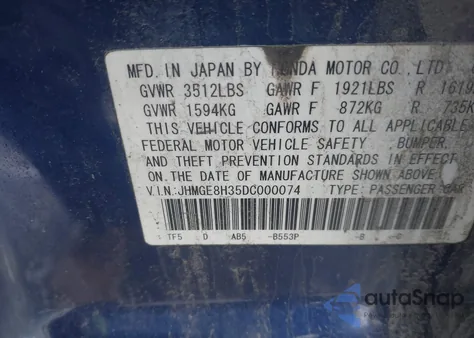 MFD. IN JAPAN BY HONDA MOTOR CO., LTD
GVWR 3512LBS GAWR F 1921LBS R 1619
GVWR 1594KG GAWR F 872KG R 735K
THIS VEHICLE CONFORMS TO ALL APPLICABLE
FEDERAL MOTOR VEHICLE SAFETY, BUMPER,
AND THEFT PREVENTION STANDARDS IN EFFECT
ON THE DATE OF MANUFACTURE SHOWN ABOVE.
V.I.N: JHMGE8H35DC000074 TYPE: PASSENGER CAR
TF5 D AB5 -B553P -B -C
autoSnap